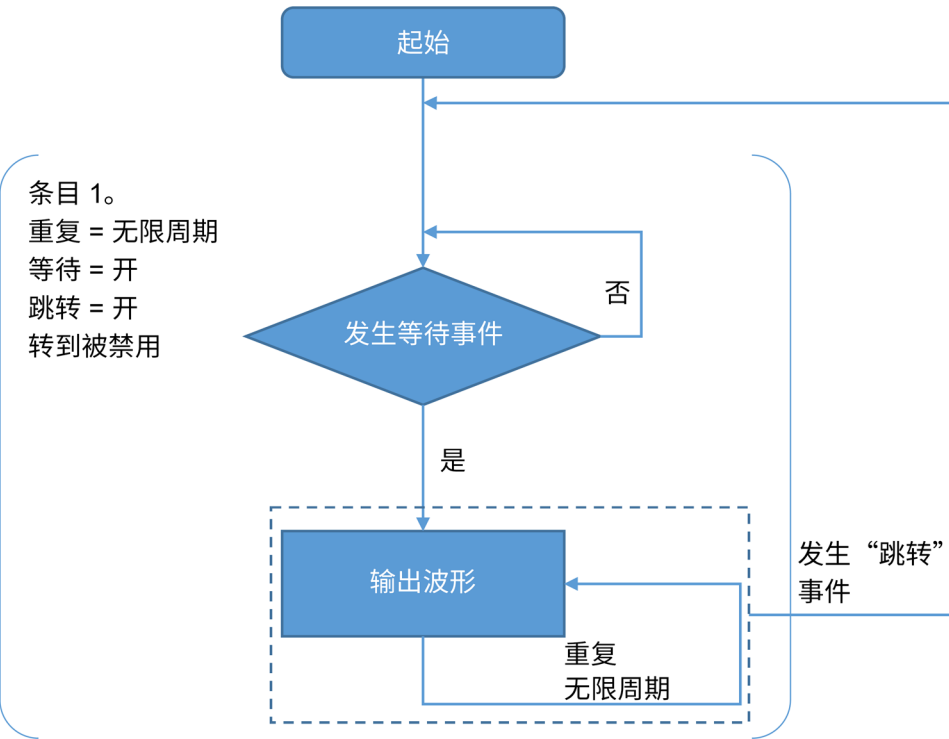 起始
条目 1。
重复 = 无限周期
等待 = 开
跳转 = 开
转到被禁用
否
发生等待事件
是
发生“跳转”
事件
输出波形
重复
无限周期